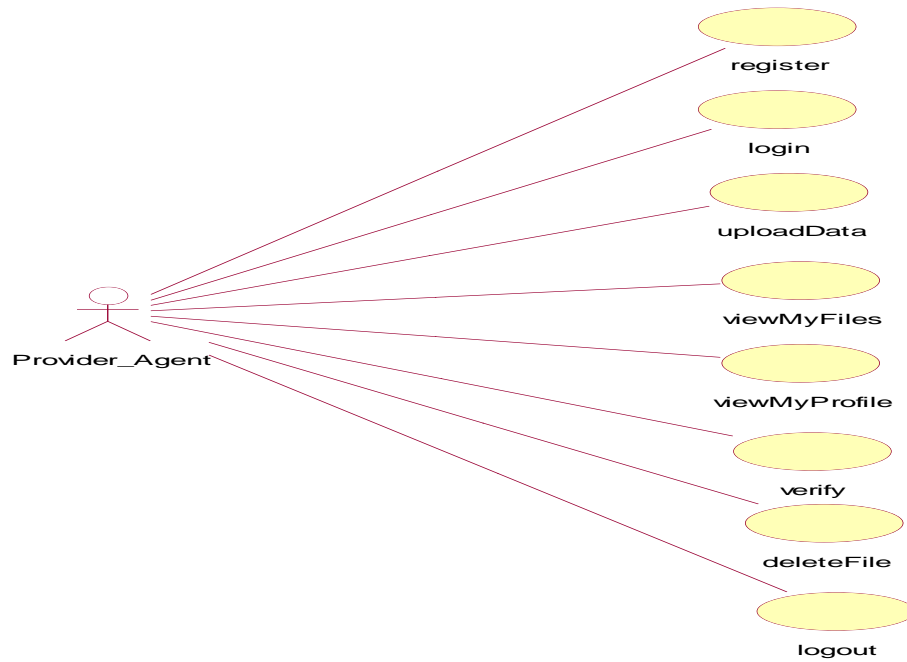 register
login
uploadData
viewMyFiles
Provider_Agent
viewMyProfile
verify
deleteFile
logout